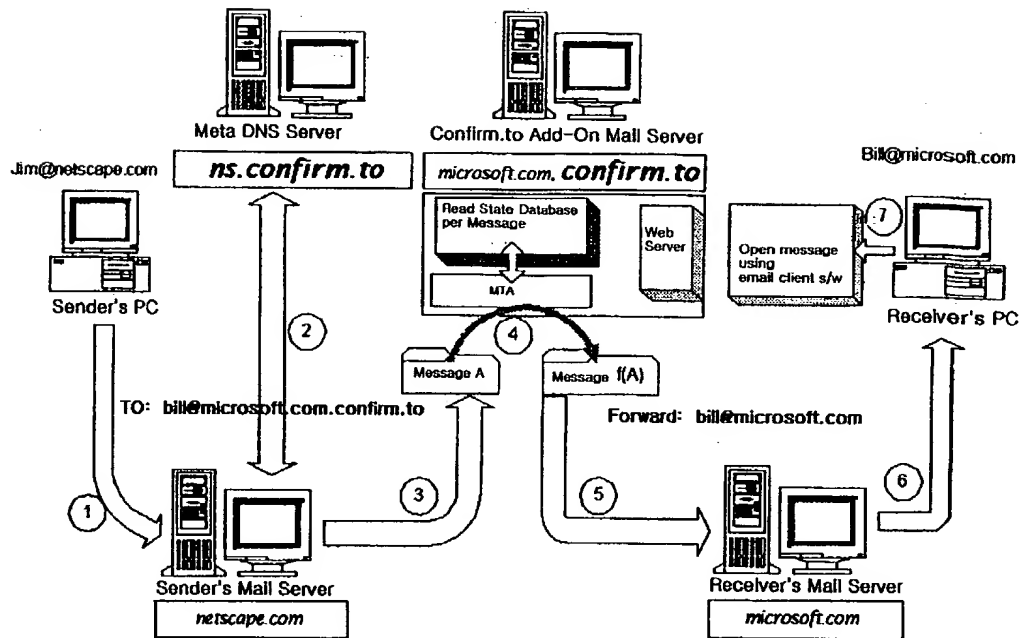 Meta DNS Server
Confirm.to Add-On Mail Server
Jim@netscape.com
ns.confirm.to
microsoft.com. confirm.to
Bill@microsoft.com
Read State Database
per Message
Web
Server
MTA
Open message
using
email client s/w
7
Sender's PC
Receiver's PC
2
4
Message A
Message f(A)
TO: bill@microsoft.com.confirm.to
Forward: bill@microsoft.com
1
3
5
6
Sender's Mail Server
Receiver's Mail Server
netscape.com
microsoft.com